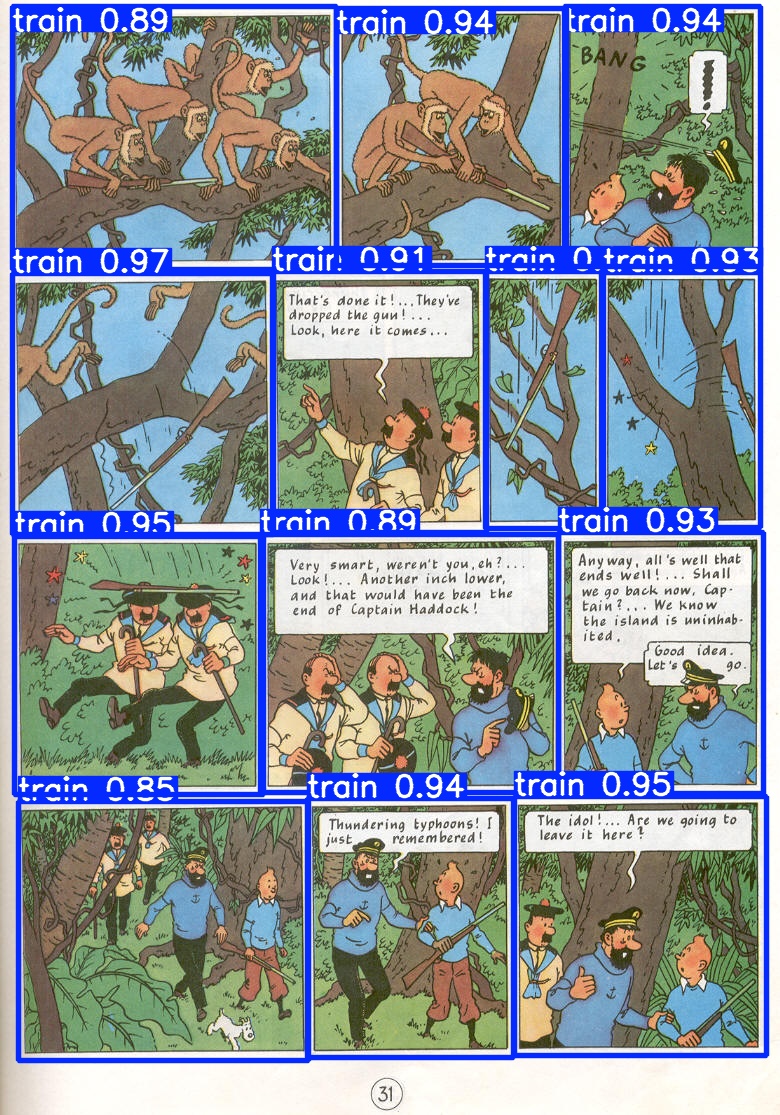 train 0.89
train 0.94
train 0.94
BANG
!
train 0.97
train 0.91
train 0.
train 0.93
That's done it!...They've
dropped the gun!...
Look, here it comes...
train 0.95
train 0.89
train 0.93
Very smart, weren't you, eh?...
Look!... Another inch lower,
and that would have been the
end of Captain Haddock!
Anyway, all's well that
ends well!... Shall
we go back now, Cap-
tain?... We know
the island is uninhab-
ited.
Good idea.
Let's go.
train 0.85
train 0.94
train 0.95
Thundering typhoons! I
just remembered!
The idol!... Are we going to
leave it here?
31